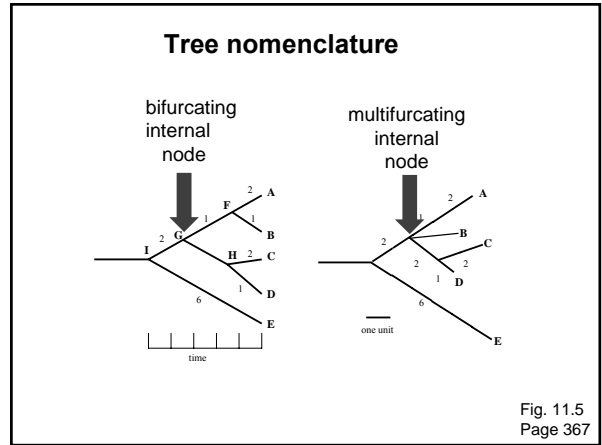 Tree nomenclature
bifurcating
internal
node
multifurcating
internal
node
2
A
F
1
1
B
2
G
I
H
2
C
1
D
6
E
time
2
A
1
B
2
C
2
2
1
D
6
one unit
E
Fig. 11.5
Page 367